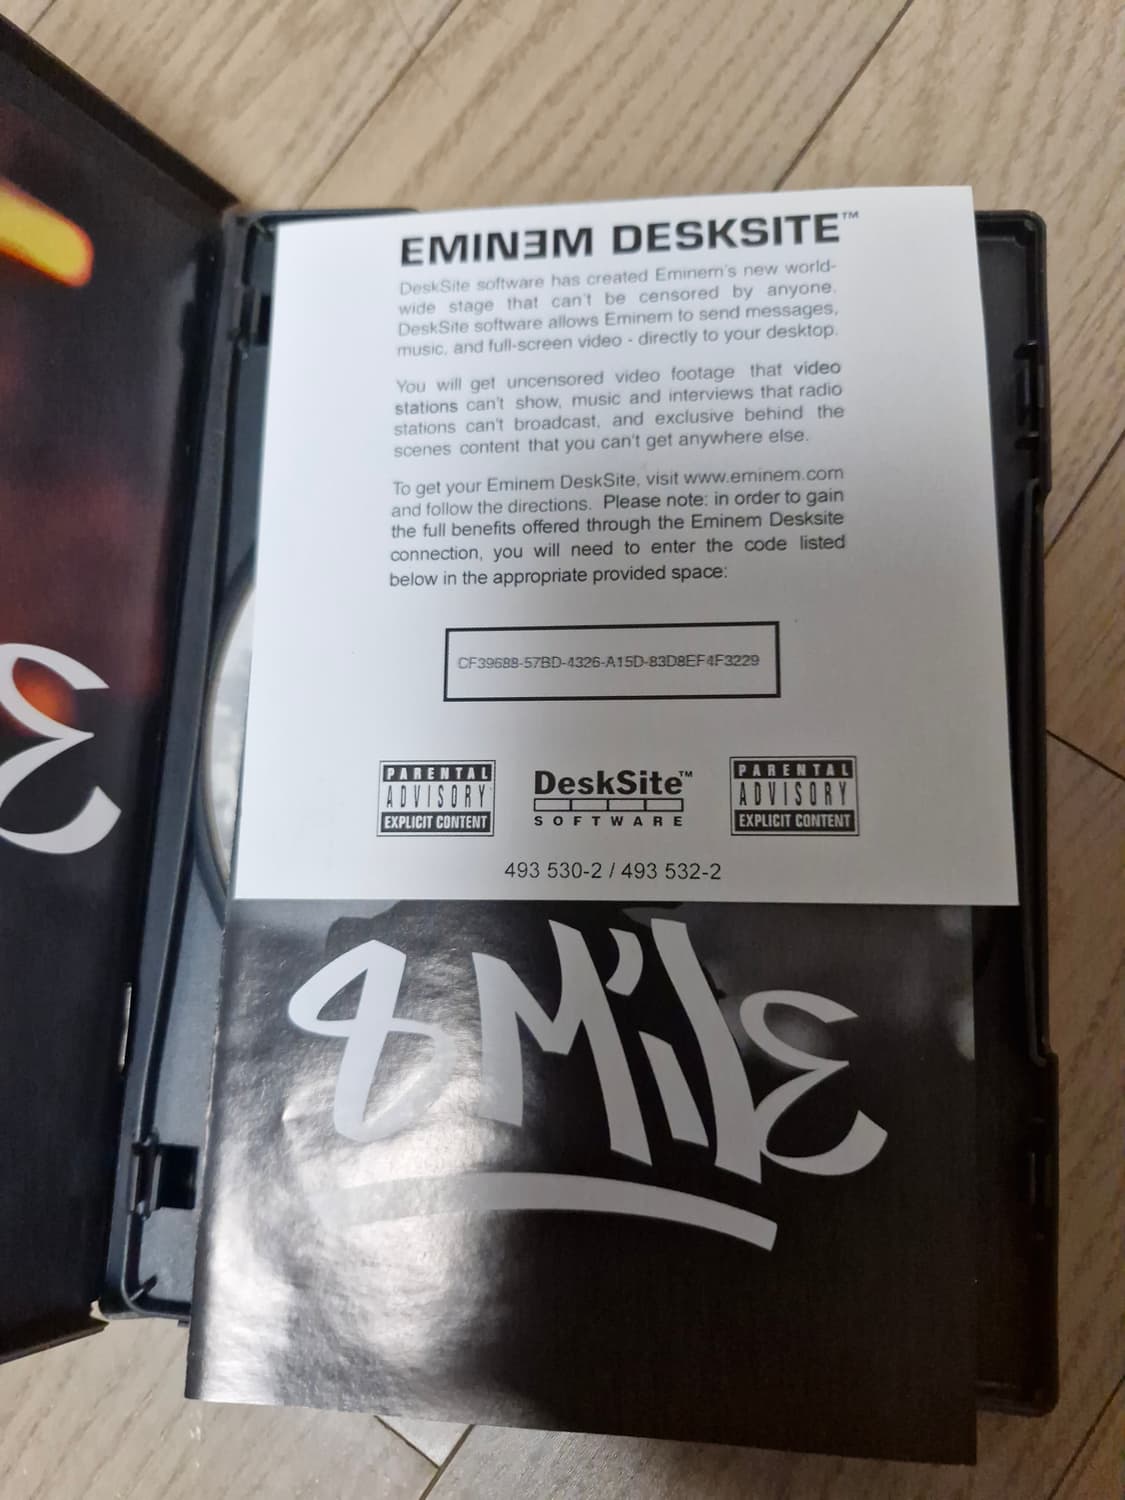 EMINƎM DESKSITE™
DeskSite software has created Eminem's new world-
wide stage that can't be censored by anyone.
DeskSite software allows Eminem to send messages,
music, and full-screen video - directly to your desktop.
You will get uncensored video footage that video
stations can't show, music and interviews that radio
stations can't broadcast, and exclusive behind the
scenes content that you can't get anywhere else.
To get your Eminem DeskSite, visit www.eminem.com
and follow the directions. Please note: in order to gain
the full benefits offered through the Eminem Desksite
connection, you will need to enter the code listed
below in the appropriate provided space:
CF39688-57BD-4326-A15D-83D8EF4F3229
PARENTAL
ADVISORY
EXPLICIT CONTENT
DeskSite™
SOFTWARE
PARENTAL
ADVISORY
EXPLICIT CONTENT
493 530-2 / 493 532-2
8 MILE